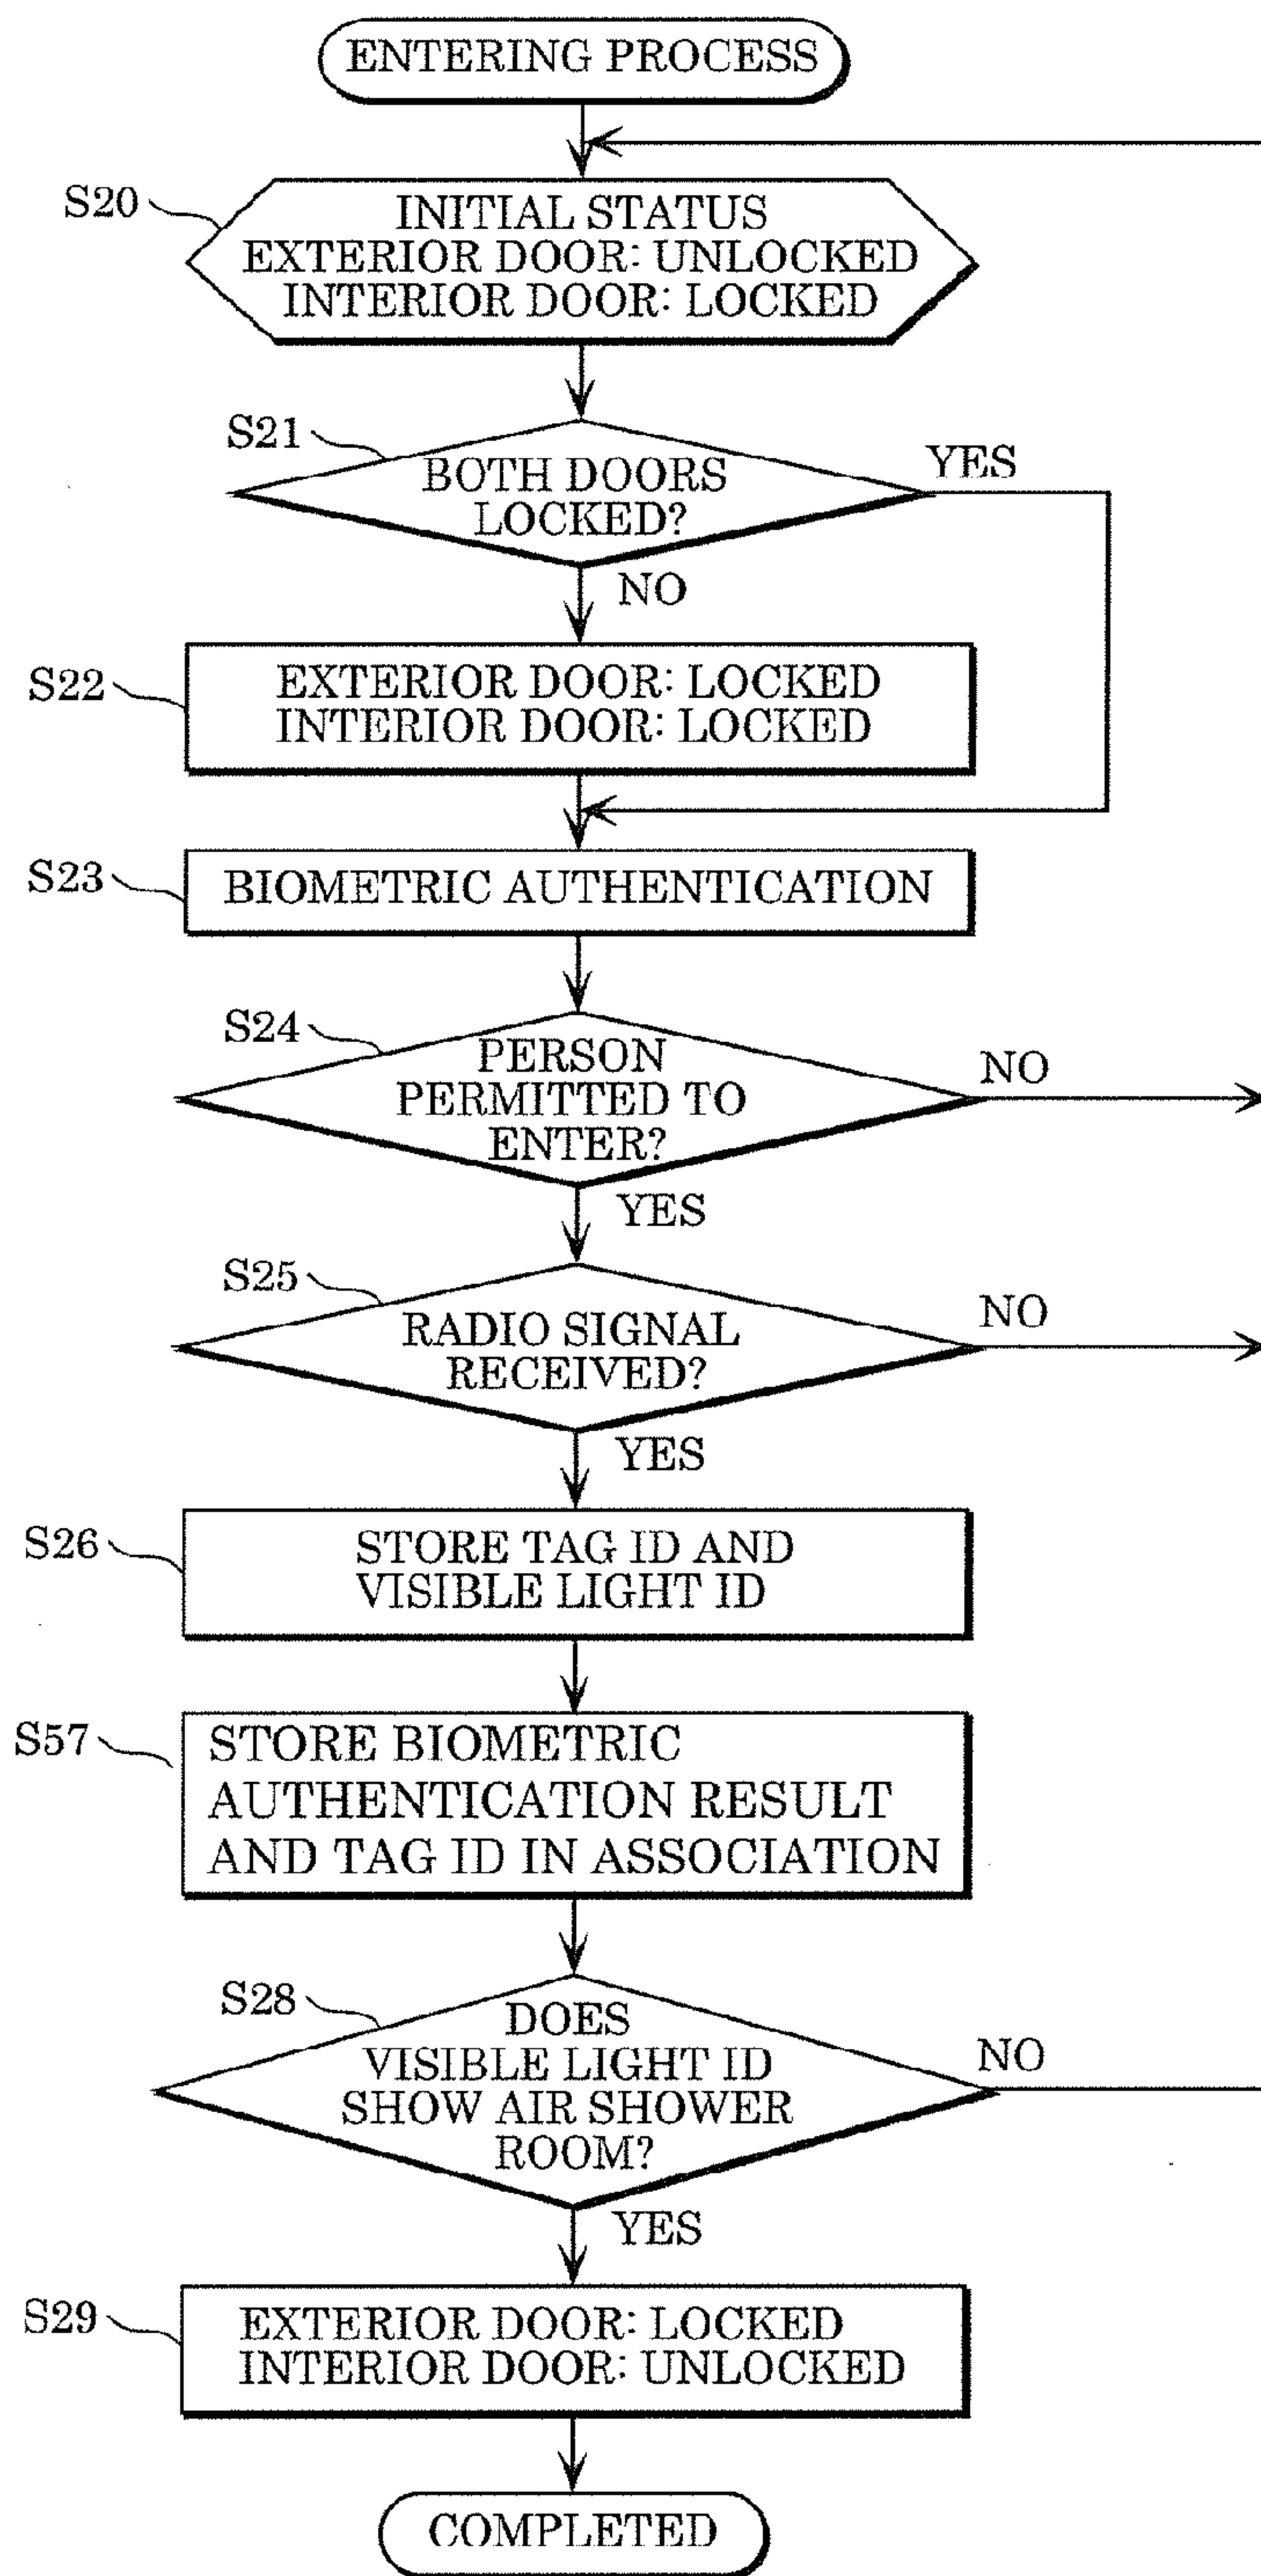 ENTERING PROCESS
S20
INITIAL STATUS
EXTERIOR DOOR: UNLOCKED
INTERIOR DOOR: LOCKED
S21
BOTH DOORS
LOCKED?
YES
NO
S22
EXTERIOR DOOR: LOCKED
INTERIOR DOOR: LOCKED
S23
BIOMETRIC AUTHENTICATION
S24
PERSON
PERMITTED TO
ENTER?
NO
YES
S25
RADIO SIGNAL
RECEIVED?
NO
YES
S26
STORE TAG ID AND
VISIBLE LIGHT ID
S57
STORE BIOMETRIC
AUTHENTICATION RESULT
AND TAG ID IN ASSOCIATION
S28
DOES
VISIBLE LIGHT ID
SHOW AIR SHOWER
ROOM?
NO
YES
S29
EXTERIOR DOOR: LOCKED
INTERIOR DOOR: UNLOCKED
COMPLETED